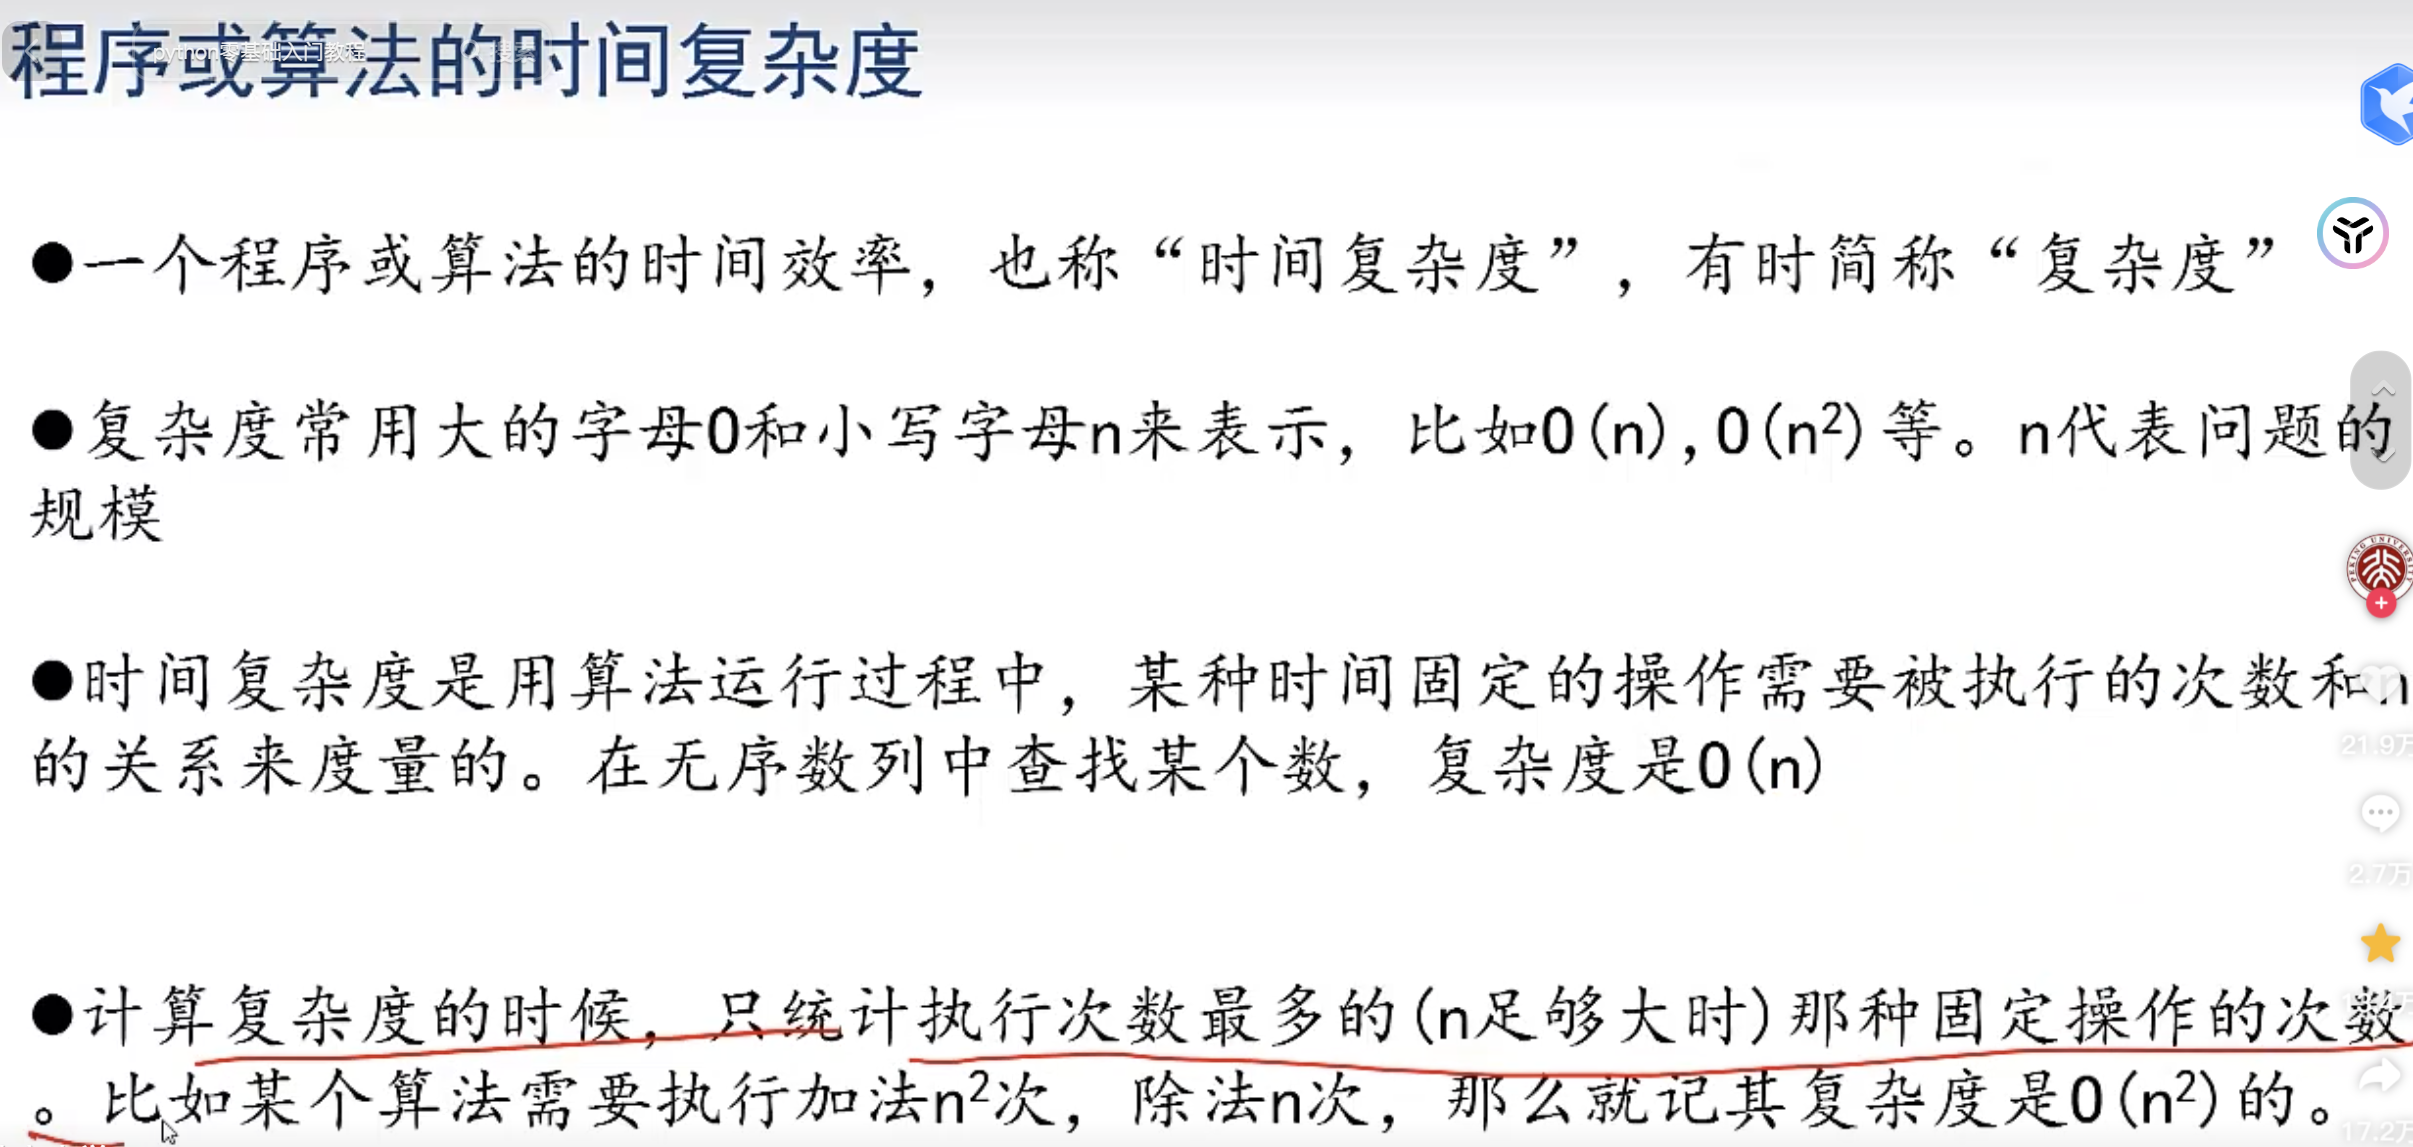 程序或算法的时间复杂度
python零基础入门教程
搜索
●一个程序或算法的时间效率，也称“时间复杂度”，有时简称“复杂度”
●复杂度常用大的字母O和小写字母n来表示，比如O(n),O(n²)等。n代表问题的
规模
●时间复杂度是用算法运行过程中，某种时间固定的操作需要被执行的次数和n
的关系来度量的。在无序数列中查找某个数，复杂度是O(n)
21.9万
2.7万
●计算复杂度的时候，只统计执行次数最多的(n足够大时)那种固定操作的次数
。比如某个算法需要执行加法n²次，除法n次，那么就记其复杂度是O(n²)的。
17.2万